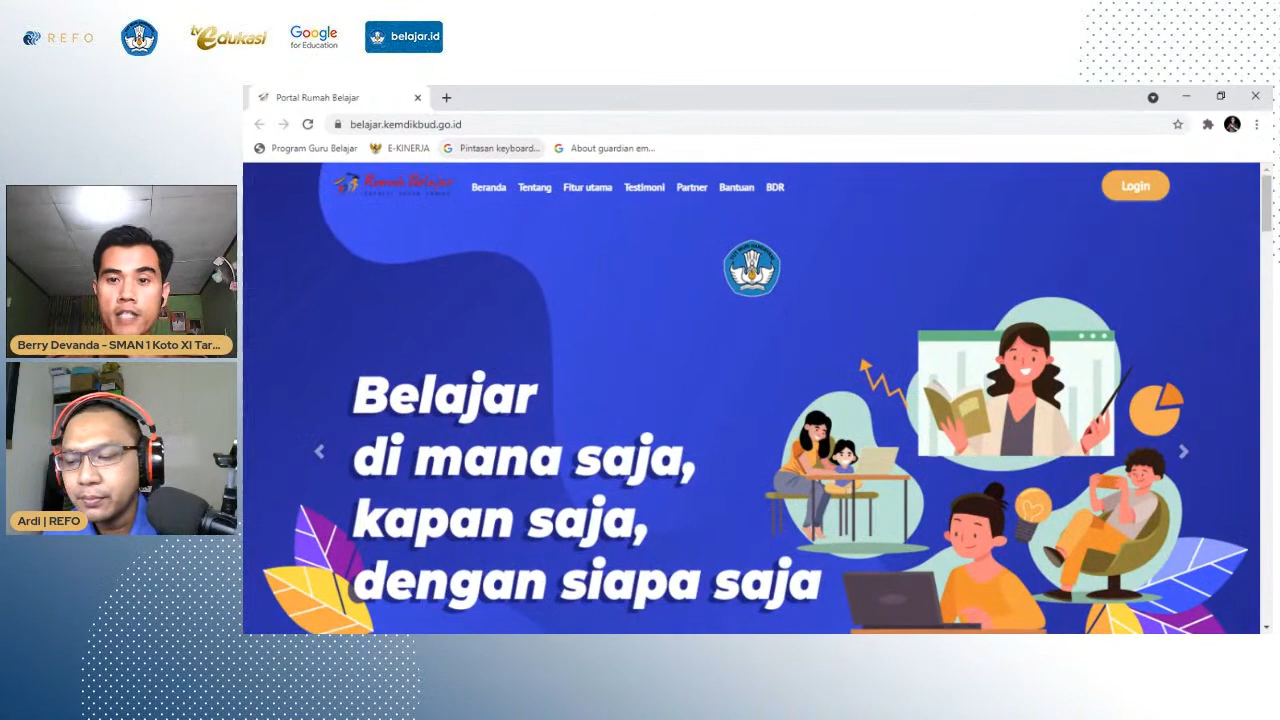 REFO
tv edukasi
Google
for Education
belajar.id
Portal Rumah Belajar
belajar.kemdikbud.go.id
Program Guru Belajar
E-KINERJA
Pintasan keyboard...
About guardian em...
Rumah Belajar
Beranda
Tentang
Fitur utama
Testimoni
Partner
Bantuan
BDR
Login
Belajar
di mana saja,
kapan saja,
dengan siapa saja
Berry Devanda - SMAN 1 Koto XI Tar...
Ardi | REFO